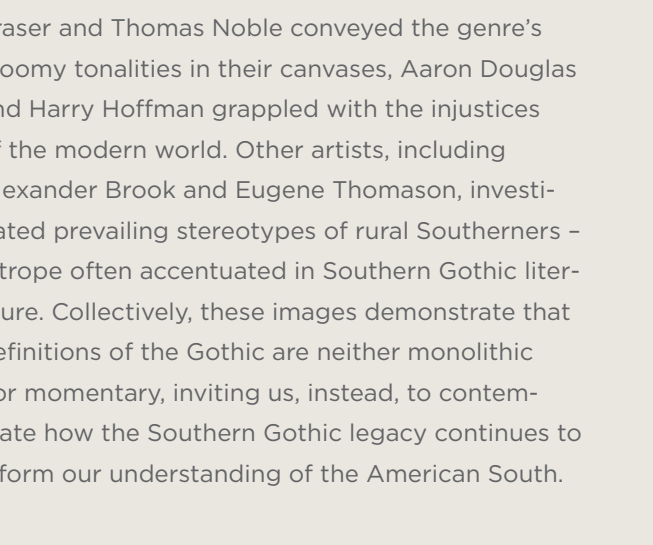 raser and Thomas Noble conveyed the genre’s
oomy tonalities in their canvases, Aaron Douglas
nd Harry Hoffman grappled with the injustices
f the modern world. Other artists, including
lexander Brook and Eugene Thomason, investi-
ated prevailing stereotypes of rural Southerners –
trope often accentuated in Southern Gothic liter-
ure. Collectively, these images demonstrate that
efinitions of the Gothic are neither monolithic
or momentary, inviting us, instead, to contem-
ate how the Southern Gothic legacy continues to
form our understanding of the American South.